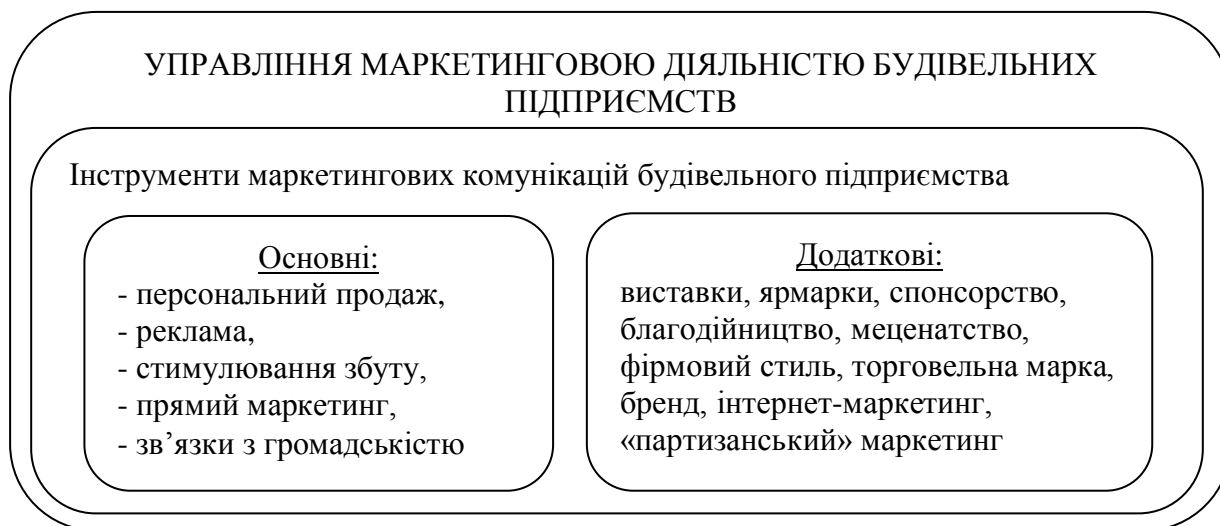 УПРАВЛІННЯ МАРКЕТИНГОВОЮ ДІЯЛЬНІСТЮ БУДІВЕЛЬНИХ
ПІДПРИЄМСТВ
Інструменти маркетингових комунікацій будівельного підприємства
Основні:
- персональний продаж,
- реклама,
- стимулювання збуту,
- прямий маркетинг,
- зв’язки з громадськістю
Додаткові:
виставки, ярмарки, спонсорство,
благодійництво, меценатство,
фірмовий стиль, торговельна марка,
бренд, інтернет-маркетинг,
«партизанський» маркетинг